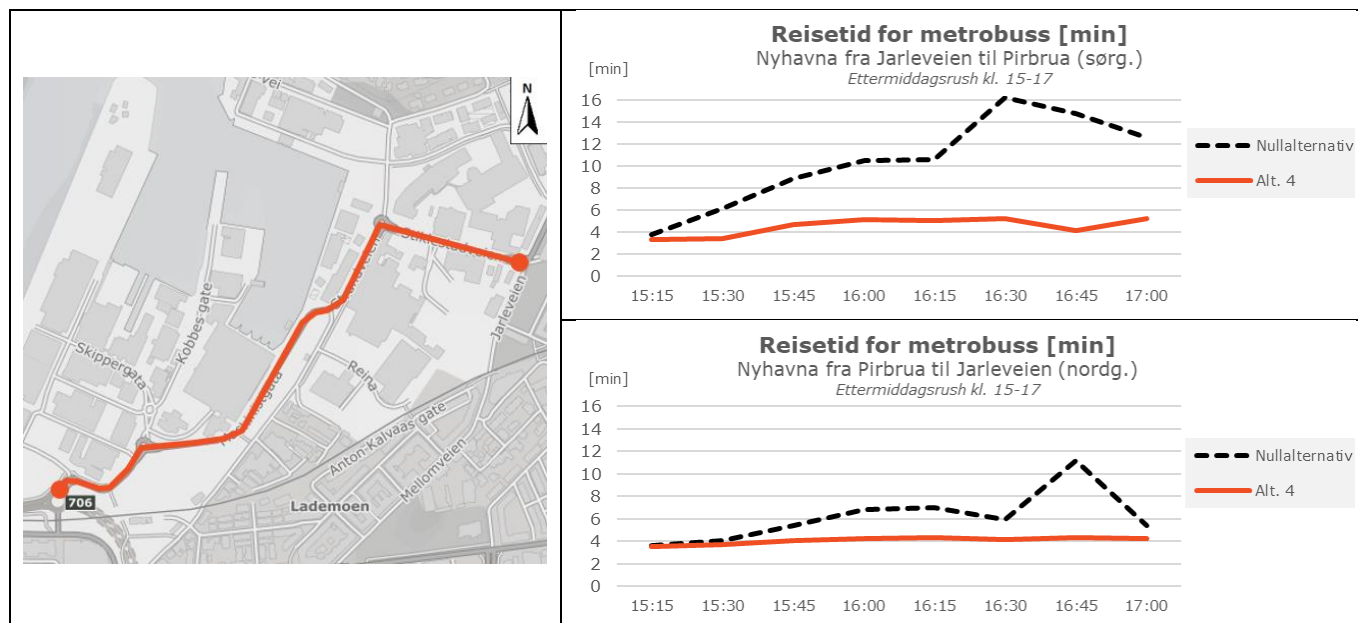 N
vei
Stiklestadveien
Strandveien
Jarleveien
Kobbes gate
Skippergata
Reina
Anton Kalvaas gate
Mellomveien
Lademoen
706
Reisetid for metrobuss [min]
Nyhavna fra Jarleveien til Pirbrua (sørg.)
Ettermiddagsrush kl. 15-17
[min]
16
14
12
10
8
6
4
2
0
15:15 15:30 15:45 16:00 16:15 16:30 16:45 17:00
Nullalternativ
Alt. 4
Reisetid for metrobuss [min]
Nyhavna fra Pirbrua til Jarleveien (nordg.)
Ettermiddagsrush kl. 15-17
[min]
16
14
12
10
8
6
4
2
0
15:15 15:30 15:45 16:00 16:15 16:30 16:45 17:00
Nullalternativ
Alt. 4